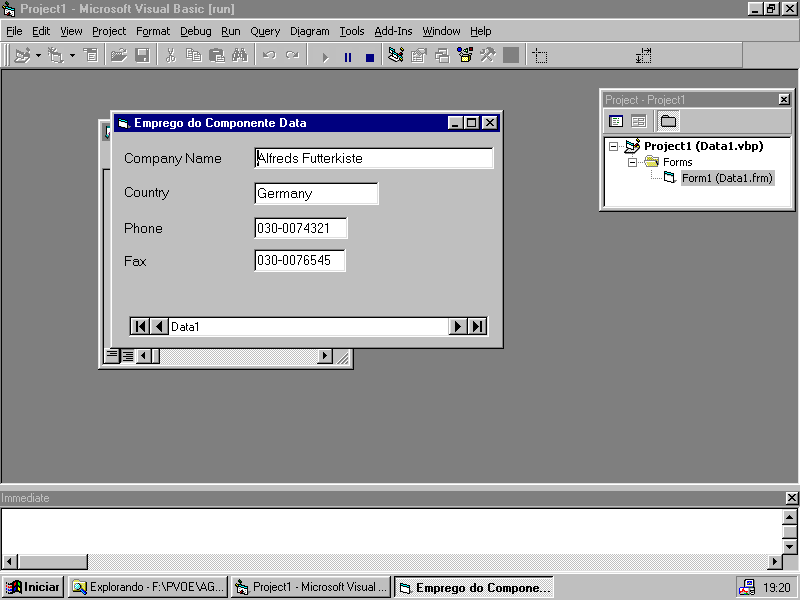 Project1 - Microsoft Visual Basic [run]
File Edit View Project Format Debug Run Query Diagram Tools Add-Ins Window Help
Project - Project1
Project1 (Data1.vbp)
Forms
Form1 (Data1.frm)
Emprego do Componente Data
Company Name Alfreds Futterkiste
Country Germany
Phone 030-0074321
Fax 030-0076545
Data1
Immediate
Iniciar Explorando - F:\PVOE\AG... Project1 - Microsoft Visual ... Emprego do Compone... 19:20